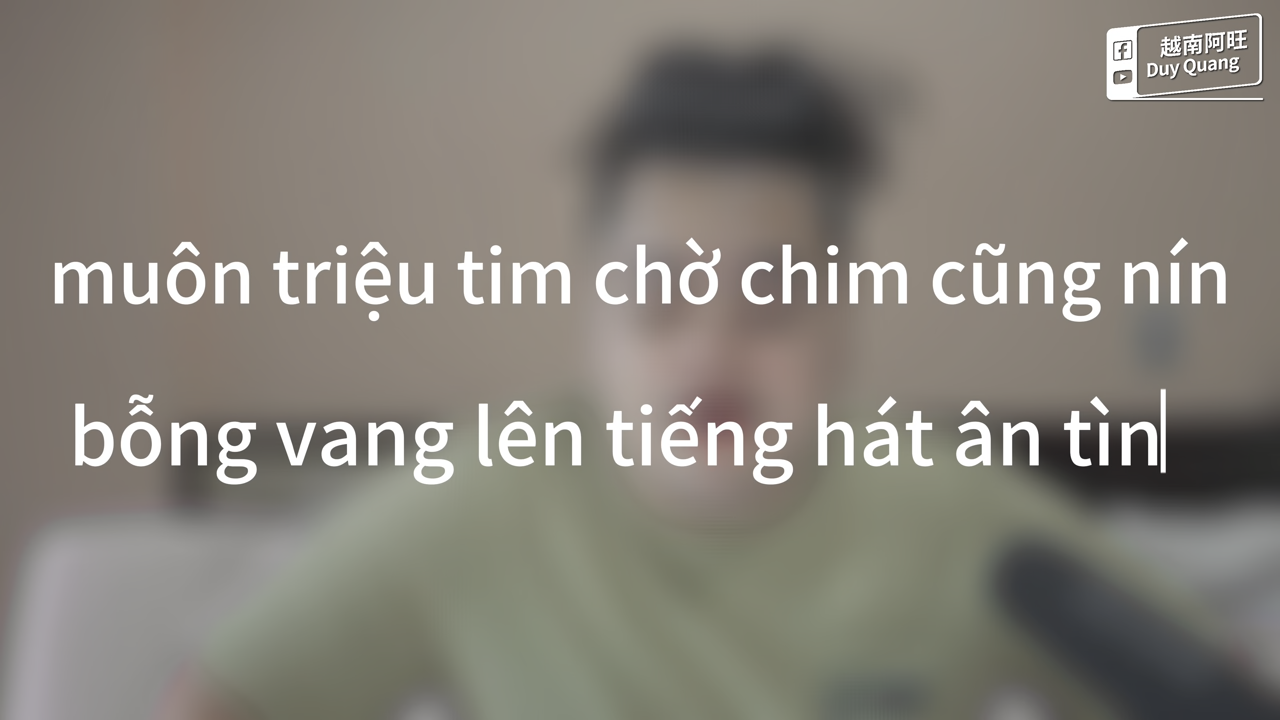 越南阿旺
Duy Quang
muôn triệu tim chờ chim cũng nín
bỗng vang lên tiếng hát ân tìn